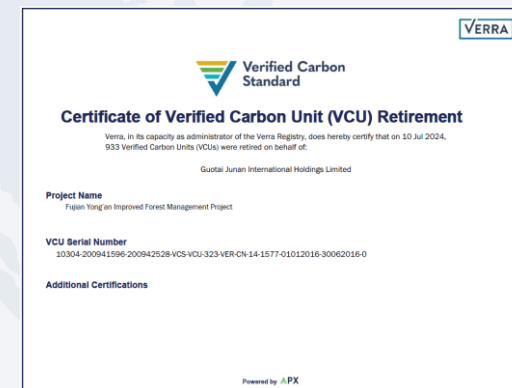 VERRA
Verified Carbon
Standard
Certificate of Verified Carbon Unit (VCU) Retirement
Verra, in its capacity as administrator of the Verra Registry, does hereby certify that on 10 Jul 2024,
933 Verified Carbon Units (VCUs) were retired on behalf of:
Guotai Junan International Holdings Limited
Project Name
Fujian Yong'an Improved Forest Management Project
VCU Serial Number
10304-200941596-200942528-VCS-VCU-323-VER-CN-14-1577-01012016-30062016-0
Additional Certifications
Powered by APX